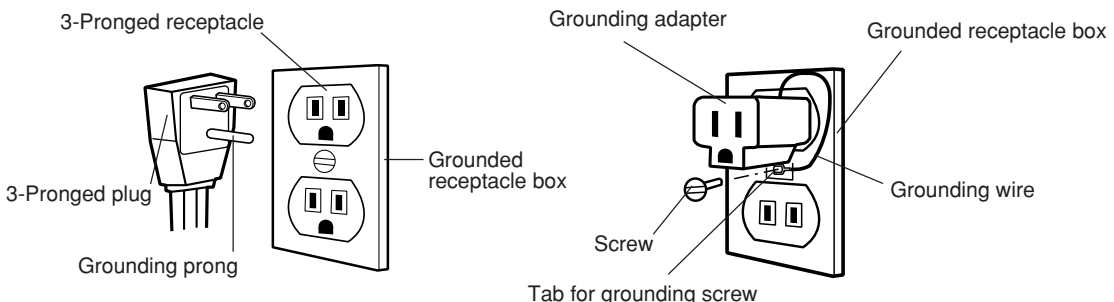 3-Pronged receptacle
3-Pronged plug
Grounding prong
Grounded
receptacle box
Grounding adapter
Grounded receptacle box
Grounding wire
Screw
Tab for grounding screw